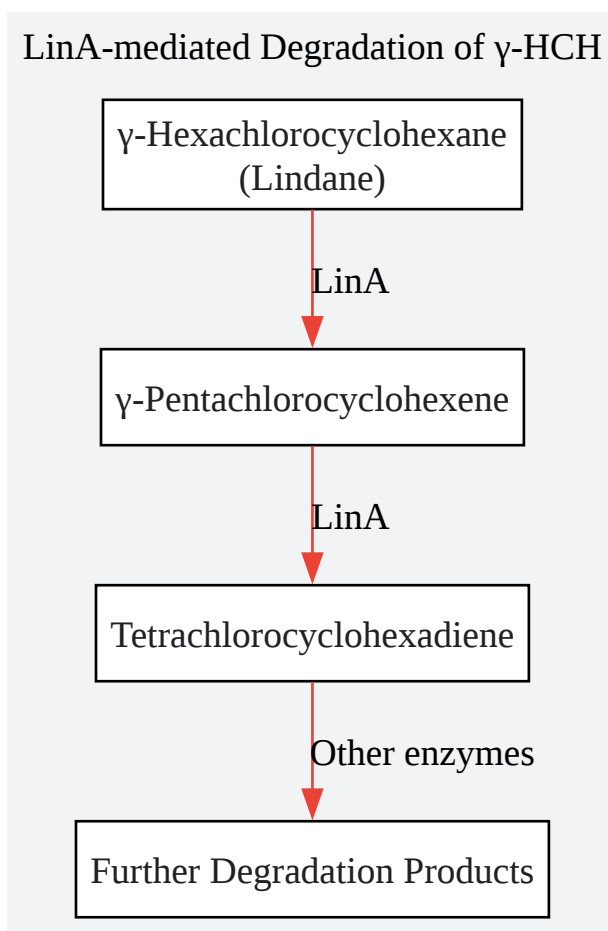 LinA-mediated Degradation of γ-HCH
γ-Hexachlorocyclohexane
(Lindane)
LinA
γ-Pentachlorocyclohexene
LinA
Tetrachlorocyclohexadiene
Other enzymes
Further Degradation Products